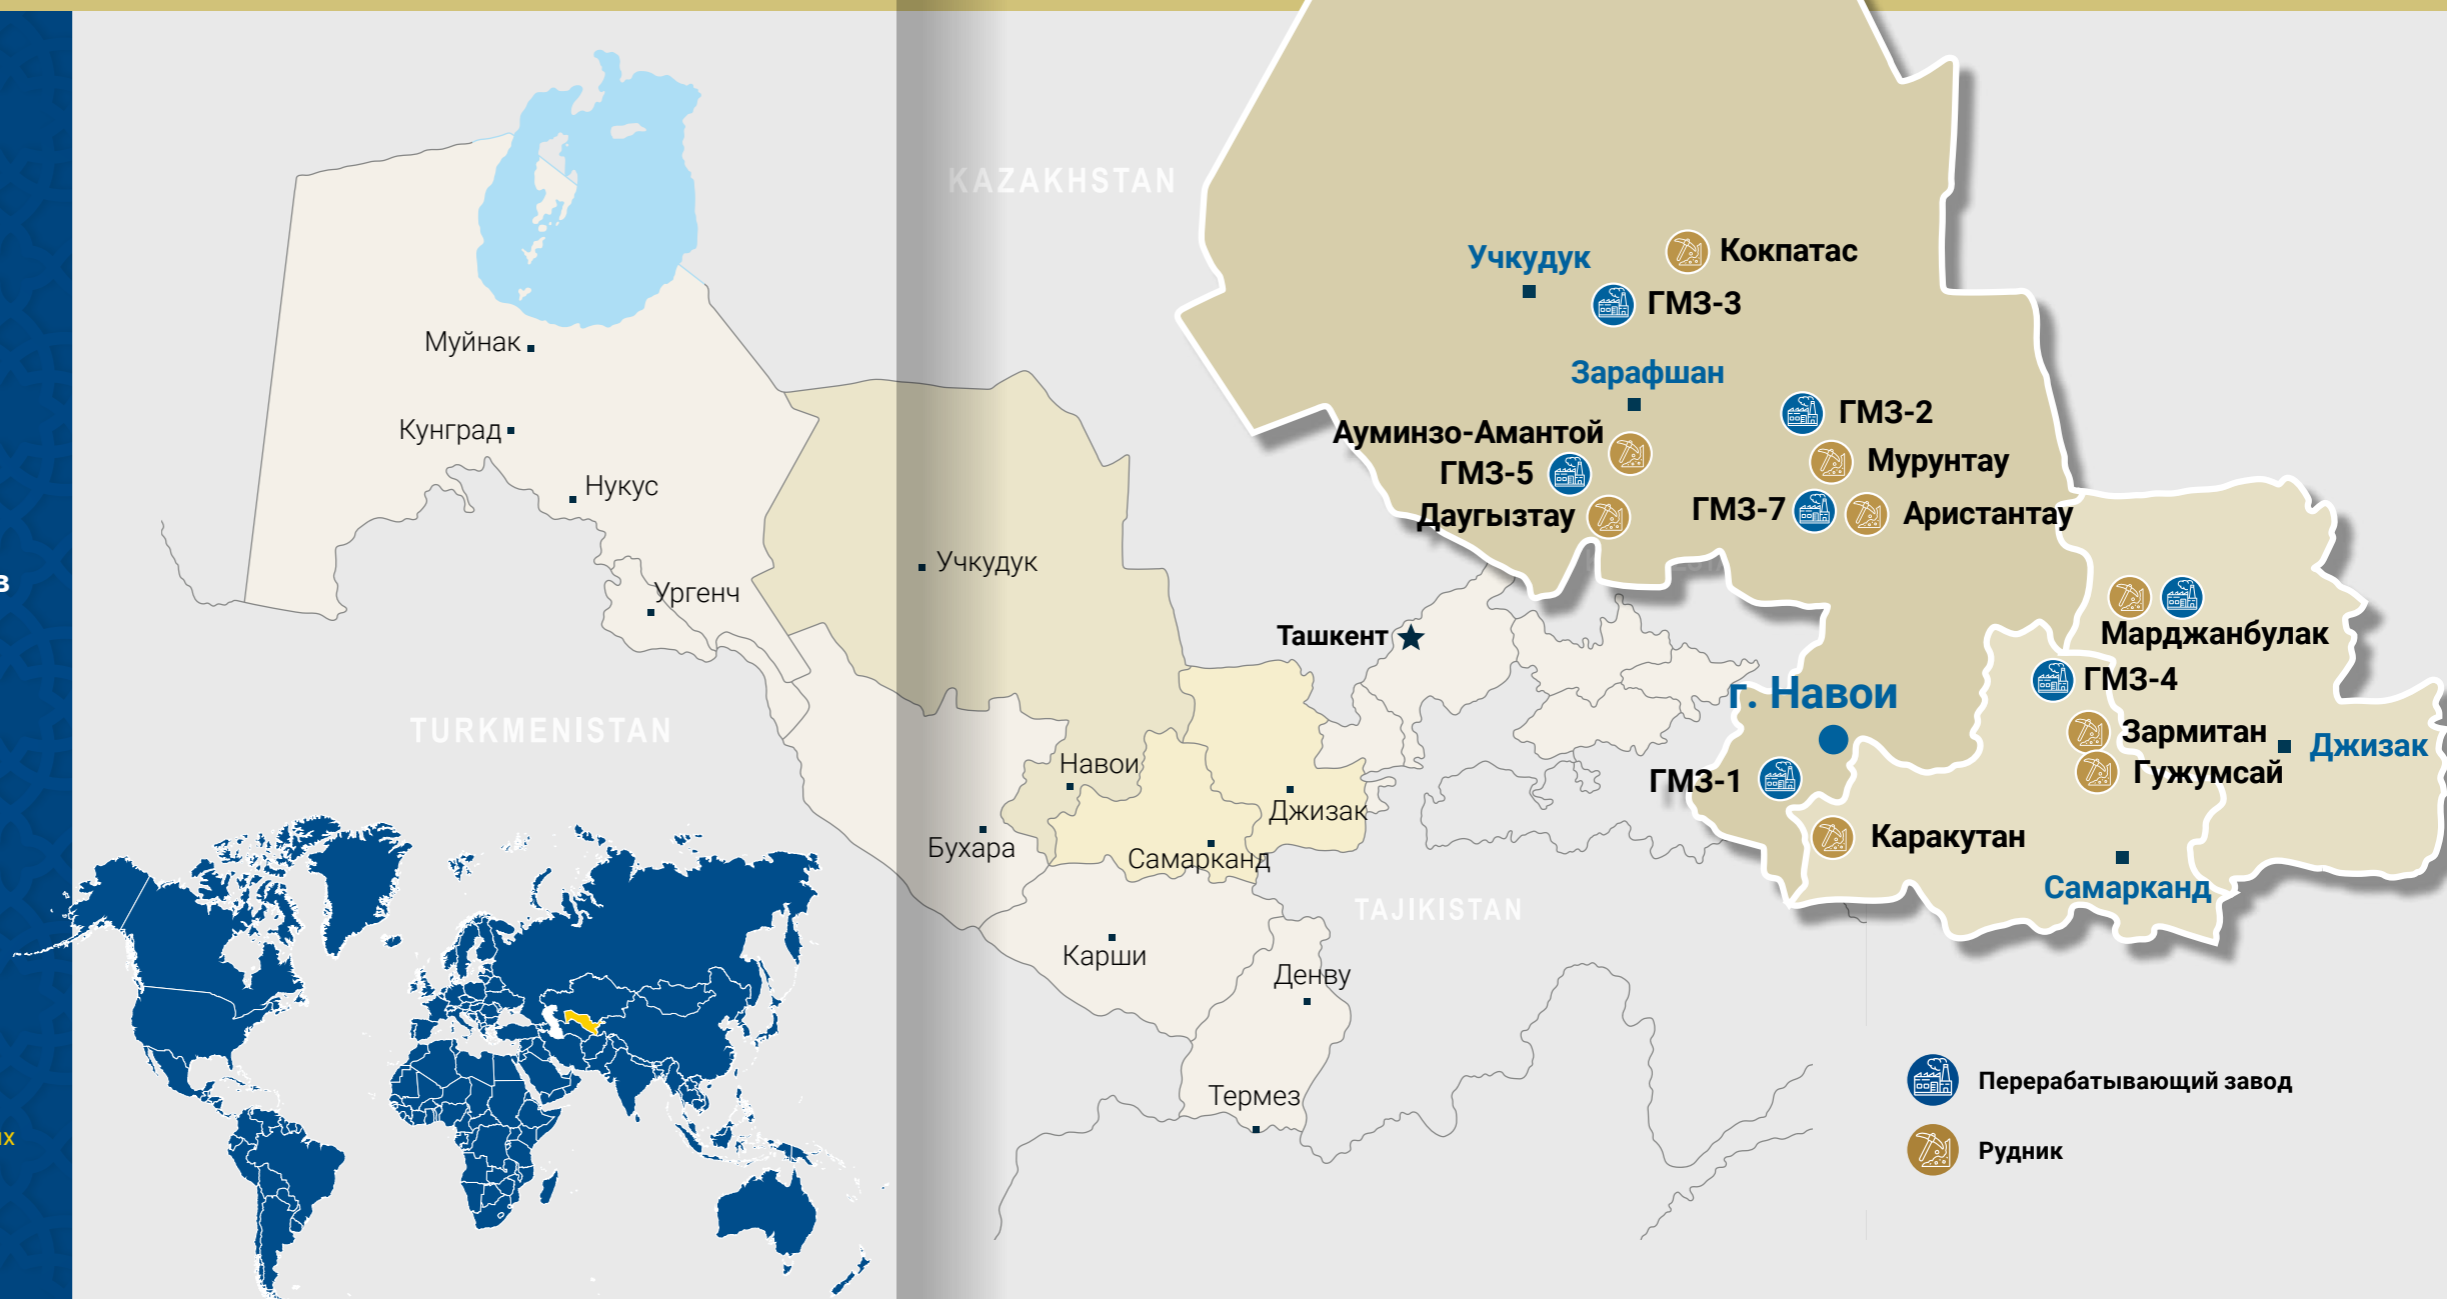 в
их
KAZAKHSTAN
Муйнак
Кунград
Нукус
Ургенч
Учкудук
TURKMENISTAN
Навои
Бухара
Самарканд
Джизак
Ташкент
Карши
Денву
Термез
TAJIKISTAN
Учкудук
Кокпатас
ГМЗ-3
Зарафшан
Ауминзо-Амантой
ГМЗ-5
Даугызтау
ГМЗ-2
Мурунтау
ГМЗ-7
Аристантау
Марджанбулак
ГМЗ-4
г. Навои
Зармитан
Джизак
Гужумсай
ГМЗ-1
Каракутан
Самарканд
Перерабатывающий завод
Рудник